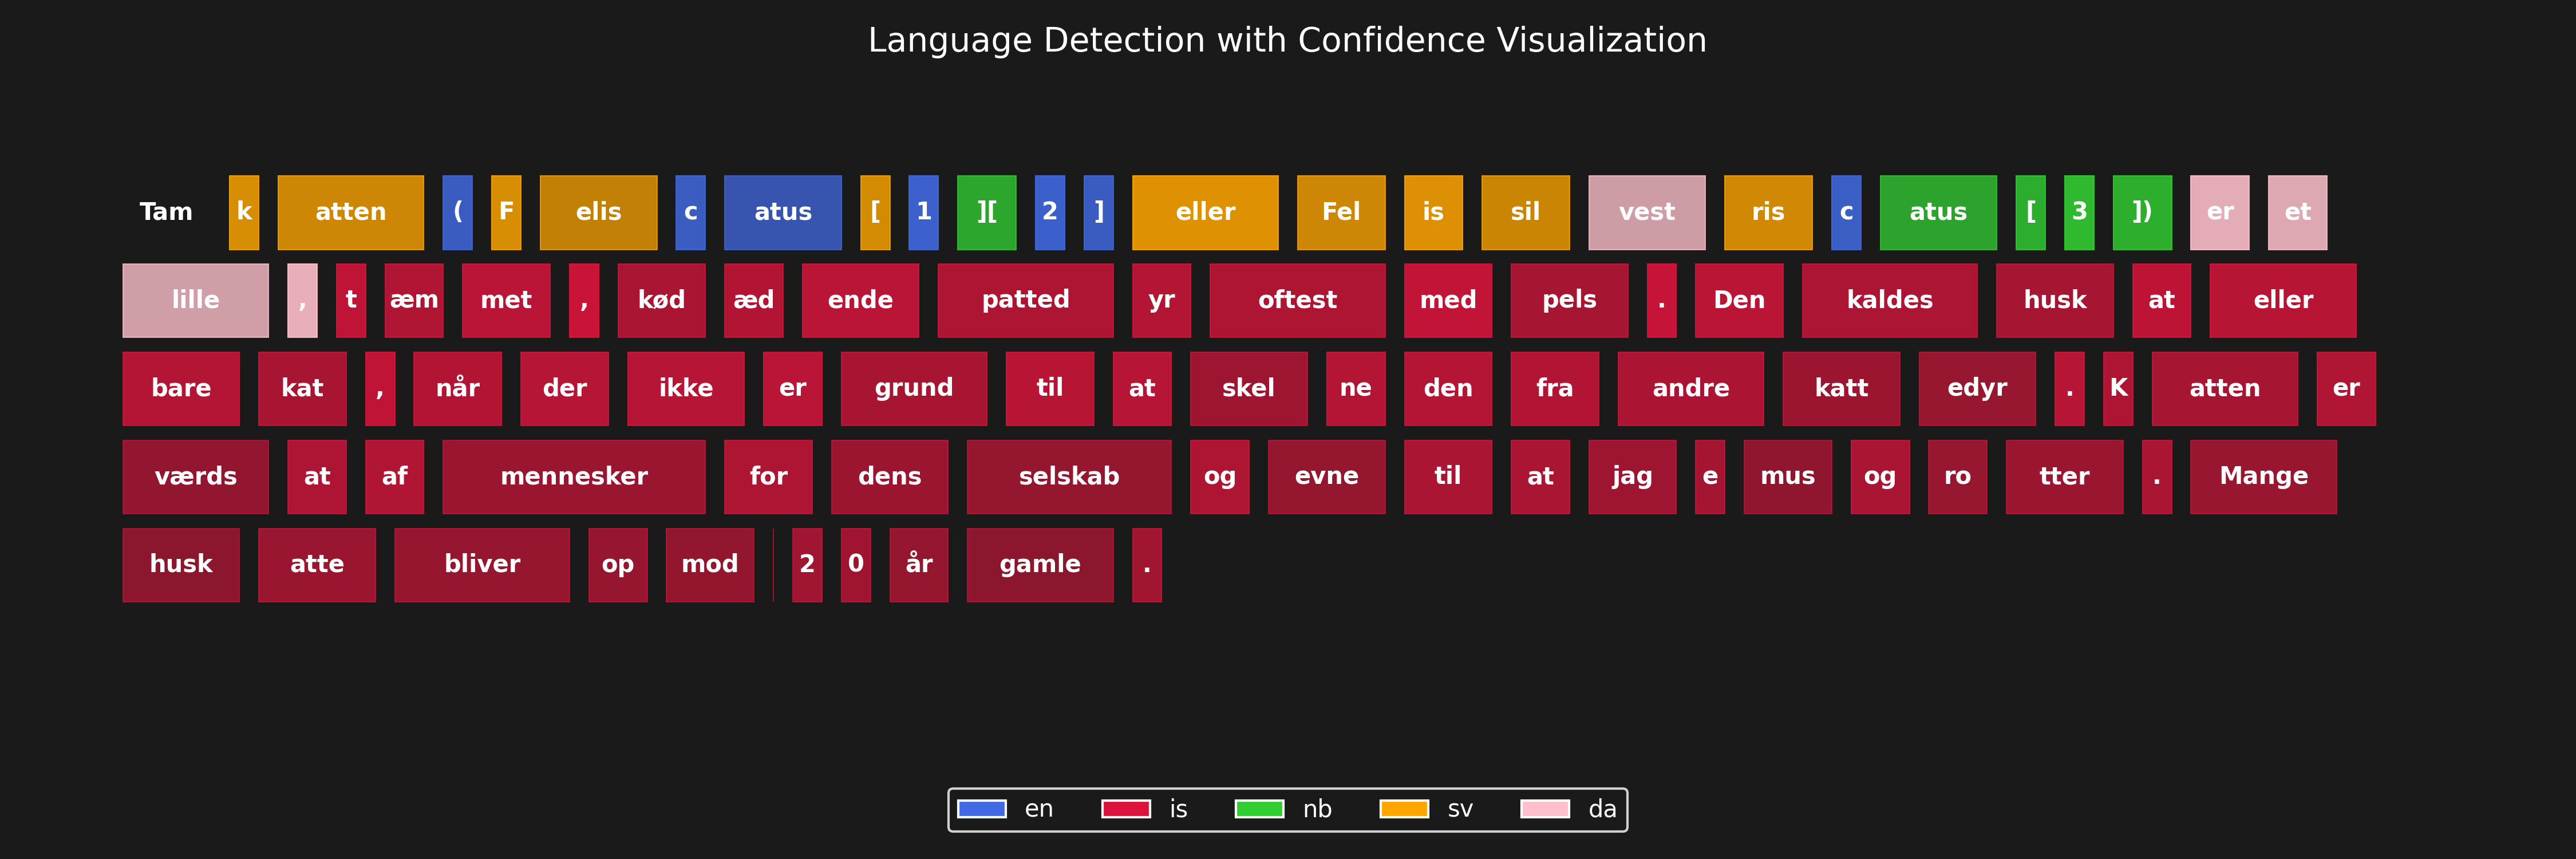 Language Detection with Confidence Visualization
Tam k atten ( F elis c atus [ 1 ][ 2 ] eller Fel is sil vest ris c atus [ 3 ]) er et
lille , t æm met , kød æd ende patted yr oftest med pels . Den kaldes husk at eller
bare kat , når der ikke er grund til at skel ne den fra andre katt edyr . K atten er
værds at af mennesker for dens selskab og evne til at jag e mus og ro tter . Mange
husk atte bliver op mod 2 0 år gamle .
en is nb sv da